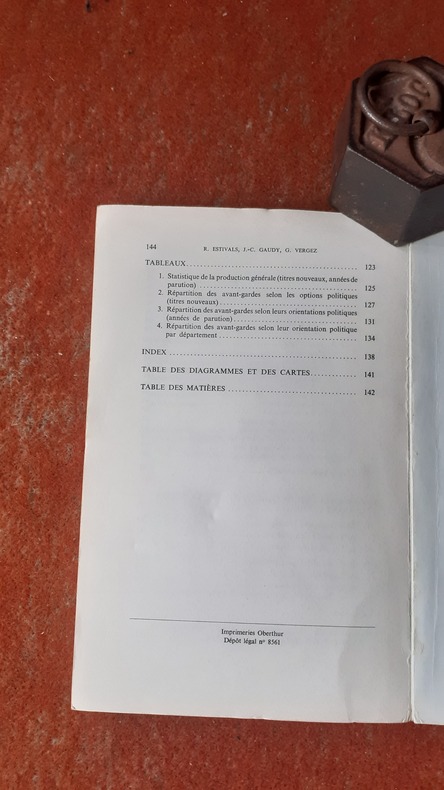 144
R. ESTIVALS, J.-C. GAUDY, G. VERGEZ
TABLEAUX........................................ 123
1. Statistique de la production générale (titres nouveaux, années de
parution) ........................................ 125
2. Répartition des avant-gardes selon les options politiques
(titres nouveaux) ........................................ 127
3. Répartition des avant-gardes selon leurs orientations politiques
(années de parution) ........................................ 131
4. Répartition des avant-gardes selon leur orientation politique
par département ........................................ 134
INDEX ........................................ 138
TABLE DES DIAGRAMMES ET DES CARTES............ 141
TABLE DES MATIÈRES ........................................ 142
Imprimeries Oberthur
Dépôt légal nº 8561